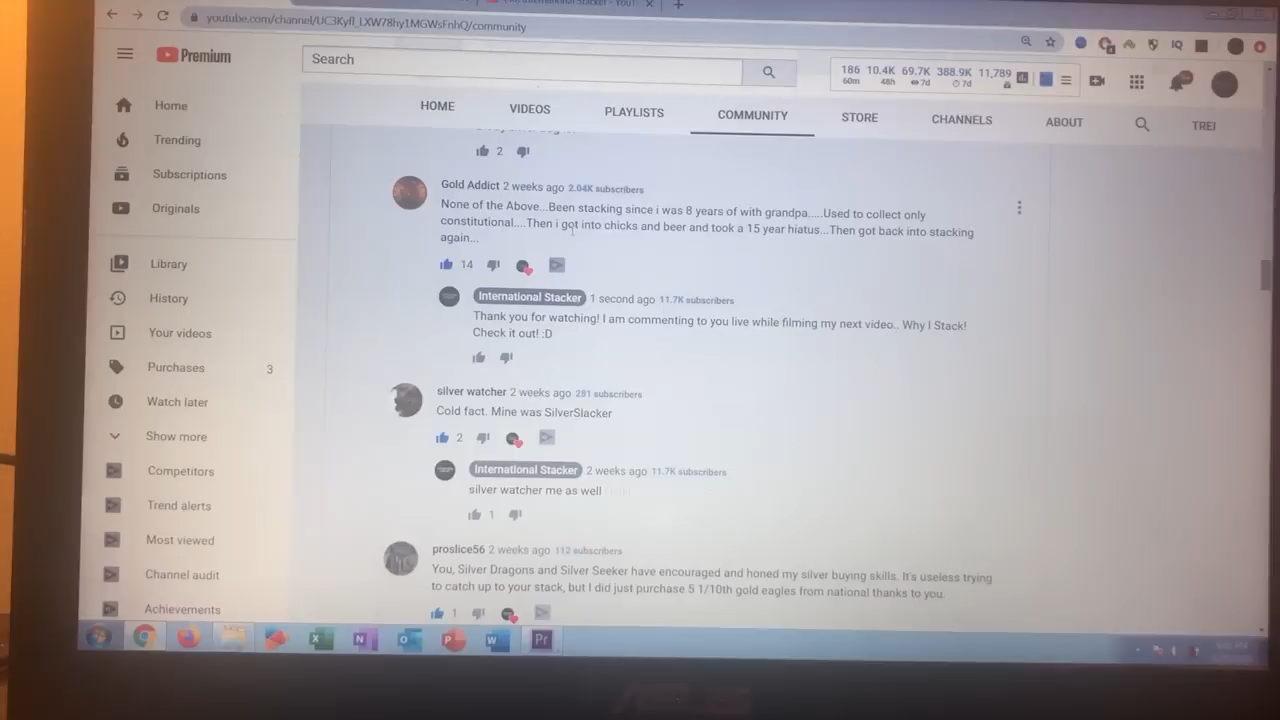 youtube.com/channel/UC3Kyfl_LXW78hy1MGWsFnhQ/community
Premium
Search
186 10.4K 69.7K 388.9K 11,789
60m 48h 7d 7d
IQ
HOME VIDEOS PLAYLISTS COMMUNITY STORE CHANNELS ABOUT TREI
Home
Trending
Subscriptions
Originals
Library
History
Your videos
Purchases 3
Watch later
Show more
Competitors
Trend alerts
Most viewed
Channel audit
Achievements
2
Gold Addict 2 weeks ago 2.04K subscribers
None of the Above...Been stacking since i was 8 years of with grandpa.....Used to collect only
constitutional....Then i got into chicks and beer and took a 15 year hiatus...Then got back into stacking
again...
14
International Stacker 1 second ago 11.7K subscribers
Thank you for watching! I am commenting to you live while filming my next video.. Why I Stack!
Check it out! :D
silver watcher 2 weeks ago 281 subscribers
Cold fact. Mine was SilverSlacker
2
International Stacker 2 weeks ago 11.7K subscribers
silver watcher me as well
1
proslice56 2 weeks ago 112 subscribers
You, Silver Dragons and Silver Seeker have encouraged and honed my silver buying skills. It's useless trying
to catch up to your stack, but I did just purchase 5 1/10th gold eagles from national thanks to you.
1
Pr
ASUS